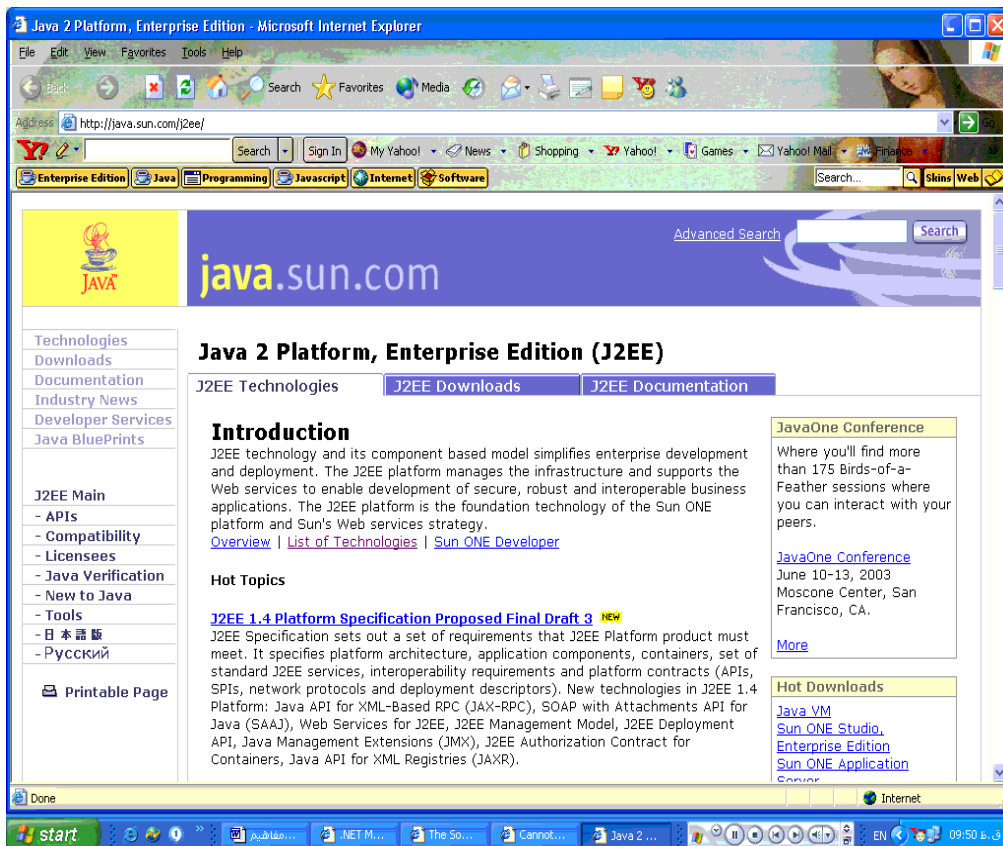 Java 2 Platform, Enterprise Edition - Microsoft Internet Explorer
File Edit View Favorites Tools Help
Back Search Favorites Media
Address http://java.sun.com/j2ee/ Go
Y! Search Sign In My Yahoo! News Shopping Yahoo! Games Yahoo! Mail Finance
Enterprise Edition Java Programming Javascript Internet Software Search... Skins Web
JAVA™
java.sun.com
Advanced Search Search
Technologies
Downloads
Documentation
Industry News
Developer Services
Java BluePrints
J2EE Main
- APIs
- Compatibility
- Licensees
- Java Verification
- New to Java
- Tools
- 日本語版
- Русский
Printable Page
Java 2 Platform, Enterprise Edition (J2EE)
J2EE Technologies J2EE Downloads J2EE Documentation
Introduction
J2EE technology and its component based model simplifies enterprise development
and deployment. The J2EE platform manages the infrastructure and supports the
Web services to enable development of secure, robust and interoperable business
applications. The J2EE platform is the foundation technology of the Sun ONE
platform and Sun's Web services strategy.
Overview | List of Technologies | Sun ONE Developer
Hot Topics
J2EE 1.4 Platform Specification Proposed Final Draft 3 NEW
J2EE Specification sets out a set of requirements that J2EE Platform product must
meet. It specifies platform architecture, application components, containers, set of
standard J2EE services, interoperability requirements and platform contracts (APIs,
SPIs, network protocols and deployment descriptors). New technologies in J2EE 1.4
Platform: Java API for XML-Based RPC (JAX-RPC), SOAP with Attachments API for
Java (SAAJ), Web Services for J2EE, J2EE Management Model, J2EE Deployment
API, Java Management Extensions (JMX), J2EE Authorization Contract for
Containers, Java API for XML Registries (JAXR).
JavaOne Conference
Where you'll find more
than 175 Birds-of-a-
Feather sessions where
you can interact with your
peers.
JavaOne Conference
June 10-13, 2003
Moscone Center, San
Francisco, CA.
More
Hot Downloads
Java VM
Sun ONE Studio,
Enterprise Edition
Sun ONE Application
Server
Done Internet
start مفاهیم... .NET M... The So... Cannot... Java 2 ... EN 09:50 ق.ظ